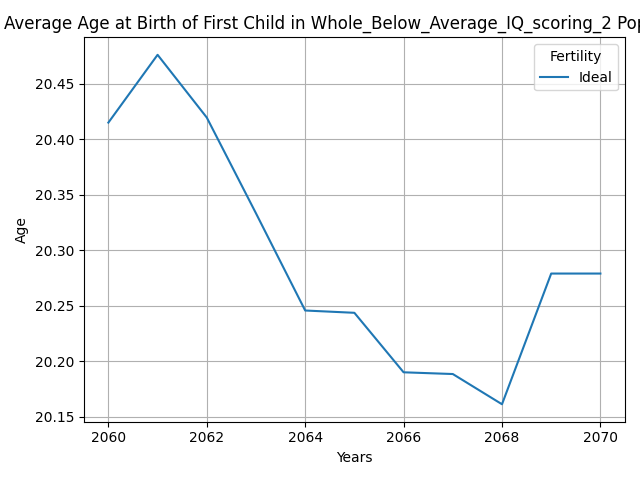 Average Age at Birth of First Child in Whole_Below_Average_IQ_scoring_2
Fertility
Ideal
20.45
20.40
20.35
20.30
20.25
20.20
20.15
Age
2060 2062 2064 2066 2068 2070
Years